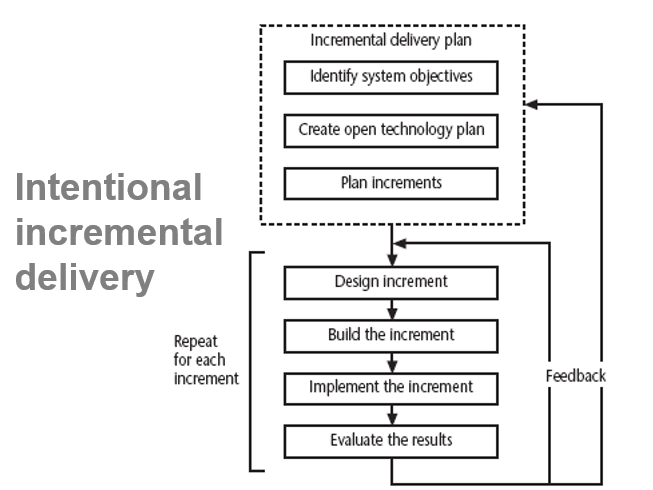 Incremental delivery plan
Identify system objectives
Create open technology plan
Plan increments
Intentional
incremental
delivery
Design increment
Build the increment
Implement the increment
Evaluate the results
Repeat
for each
increment
Feedback